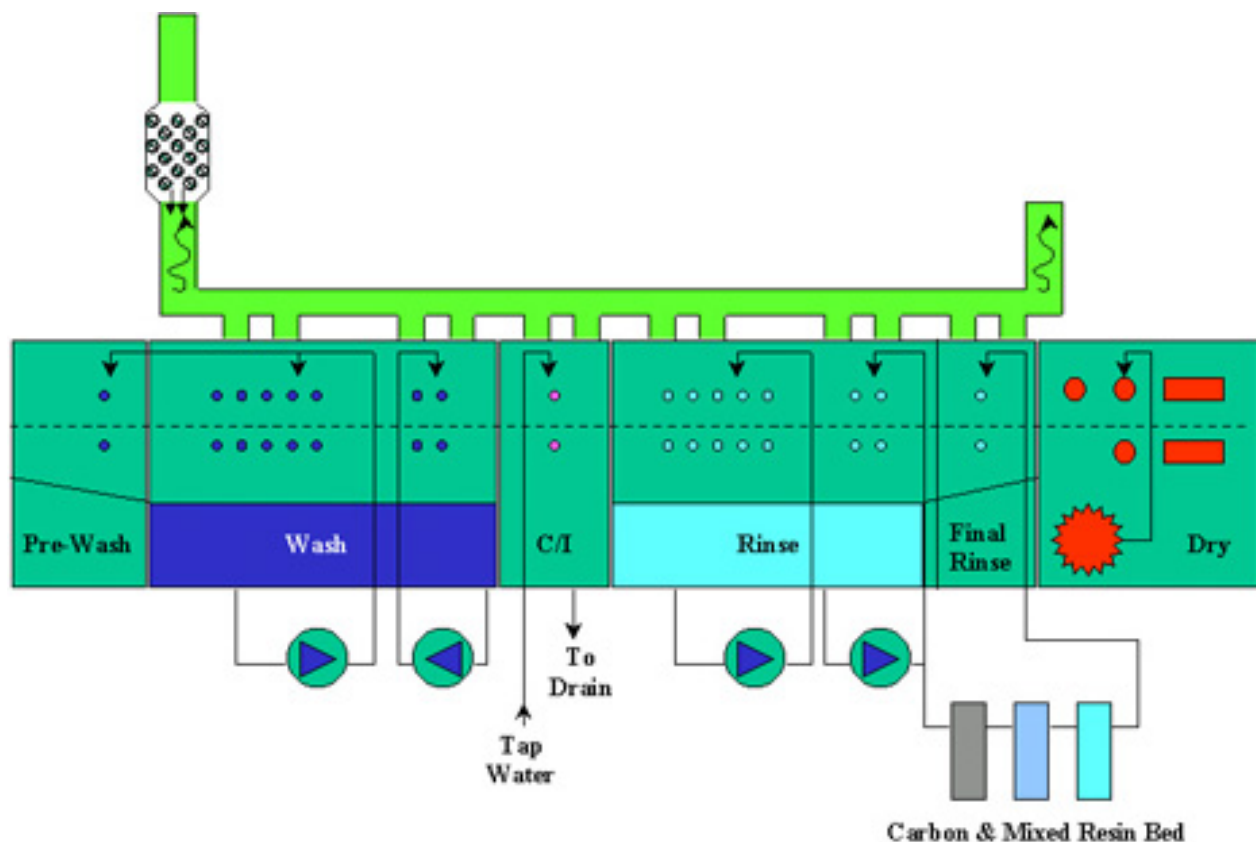 Pre-Wash
Wash
C/I
Rinse
Final
Rinse
Dry
To
Drain
Tap
Water
Carbon & Mixed Resin Bed